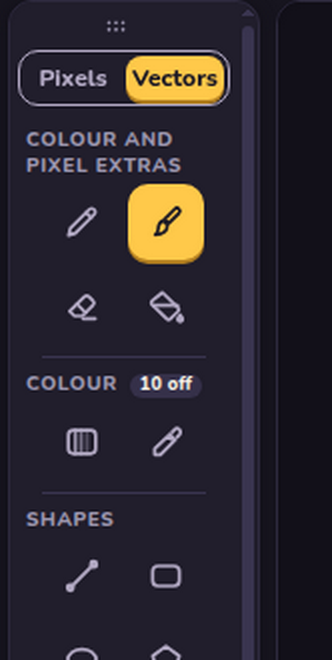 Pixels Vectors
COLOUR AND
PIXEL EXTRAS
COLOUR 10 off
SHAPES